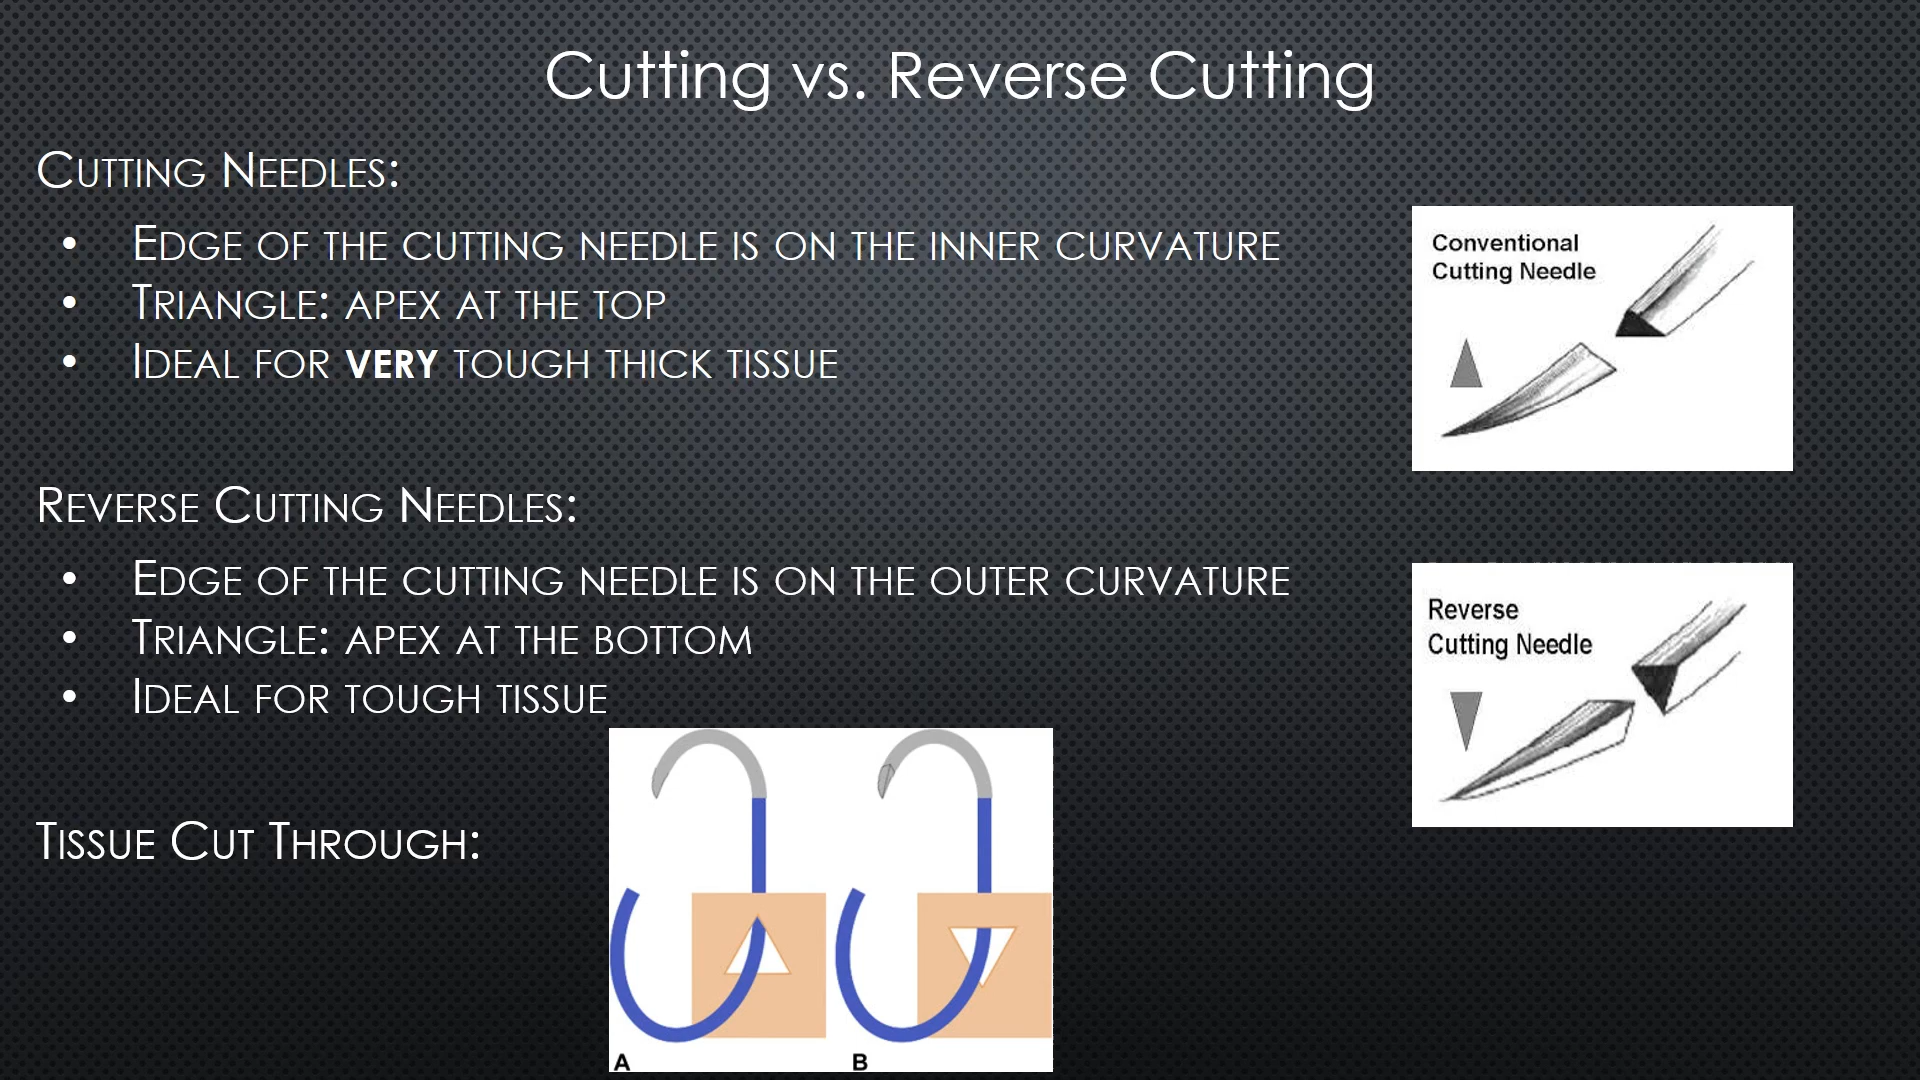 Cutting vs. Reverse Cutting
Cutting Needles:
• Edge of the cutting needle is on the inner curvature
• Triangle: apex at the top
• Ideal for VERY tough thick tissue
Conventional
Cutting Needle
Reverse Cutting Needles:
• Edge of the cutting needle is on the outer curvature
• Triangle: apex at the bottom
• Ideal for tough tissue
Reverse
Cutting Needle
Tissue Cut Through:
A
B